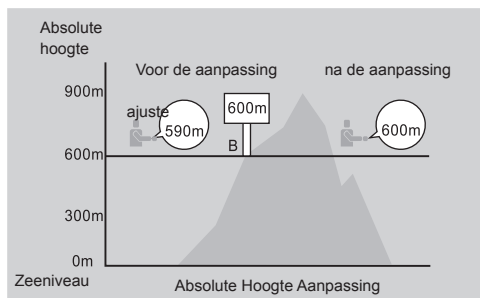 Absolute
hoogte
Voor de aanpassing
na de aanpassing
900m
ajuste
590m
600m
600m
B
600m
300m
0m
Zeeniveau
Absolute Hoogte Aanpassing